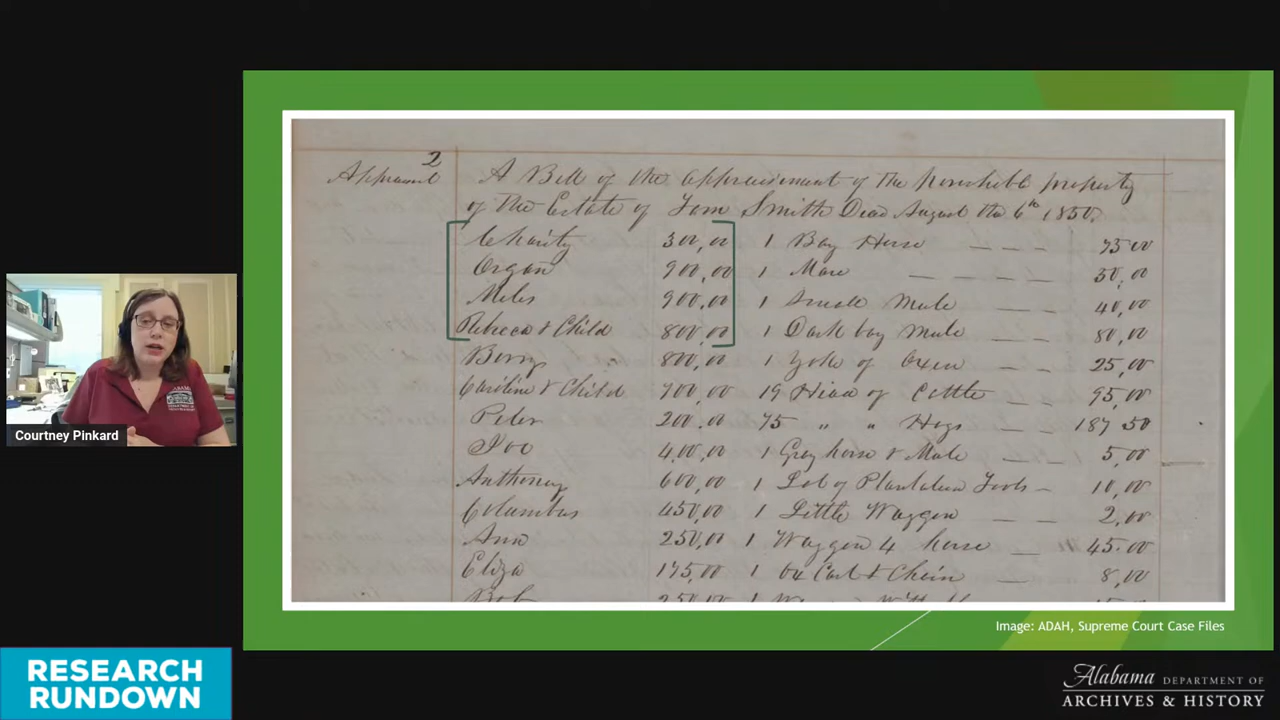 2
Appraismt A Bill of the appraisement of the perishable property
of the Estate of Tom Smith Decd August the 6th 1850.
Charity 300,00 1 Bay Horse — — — 75 00
Organ 900,00 1 Mare — — — — 30,00
Miles 900,00 1 Small Mule — — 40,00
Rebecca & Child 800,00 1 Dark bay Mule — — 80,00
Berry 800,00 1 Yoke of Oxen — — 25,00
Caroline & Child 900,00 19 Head of Cattle — 95,00
Peter 200.00 75 " " Hogs — — 187 50
Joe 400,00 1 Gray horse & Mule — — 5,00
Anthoney 600,00 1 Lot of Plantation Tools — 10,00
Columbus 450,00 1 Little Waggon — — 2,00
Ann 250,00 1 Waggon 4 horse — 45.00
Eliza 175,00 1 Ox Cart & Chain — 8,00
Courtney Pinkard
Image: ADAH, Supreme Court Case Files
RESEARCH
RUNDOWN
Alabama DEPARTMENT OF
ARCHIVES & HISTORY